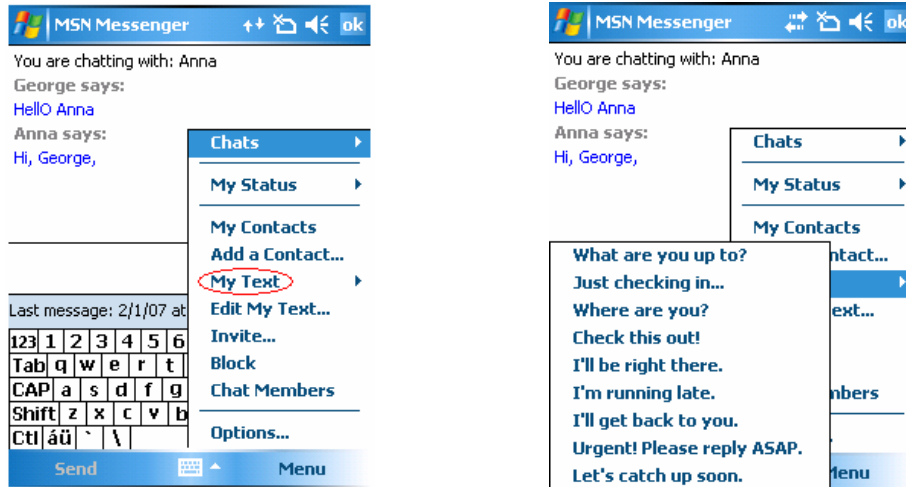 MSN Messenger ok
You are chatting with: Anna
George says:
HellO Anna
Anna says:
Hi, George,
Chats
My Status
My Contacts
Add a Contact...
My Text
Edit My Text...
Invite...
Block
Chat Members
Options...
Last message: 2/1/07 at
123 1 2 3 4 5 6
Tab q w e r t
CAP a s d f g
Shift z x c v b
Ctl áü ` \
Send Menu
MSN Messenger ok
You are chatting with: Anna
George says:
HellO Anna
Anna says:
Hi, George,
Chats
My Status
My Contacts
ntact...
ext...
mbers
What are you up to?
Just checking in...
Where are you?
Check this out!
I'll be right there.
I'm running late.
I'll get back to you.
Urgent! Please reply ASAP.
Let's catch up soon.
Menu